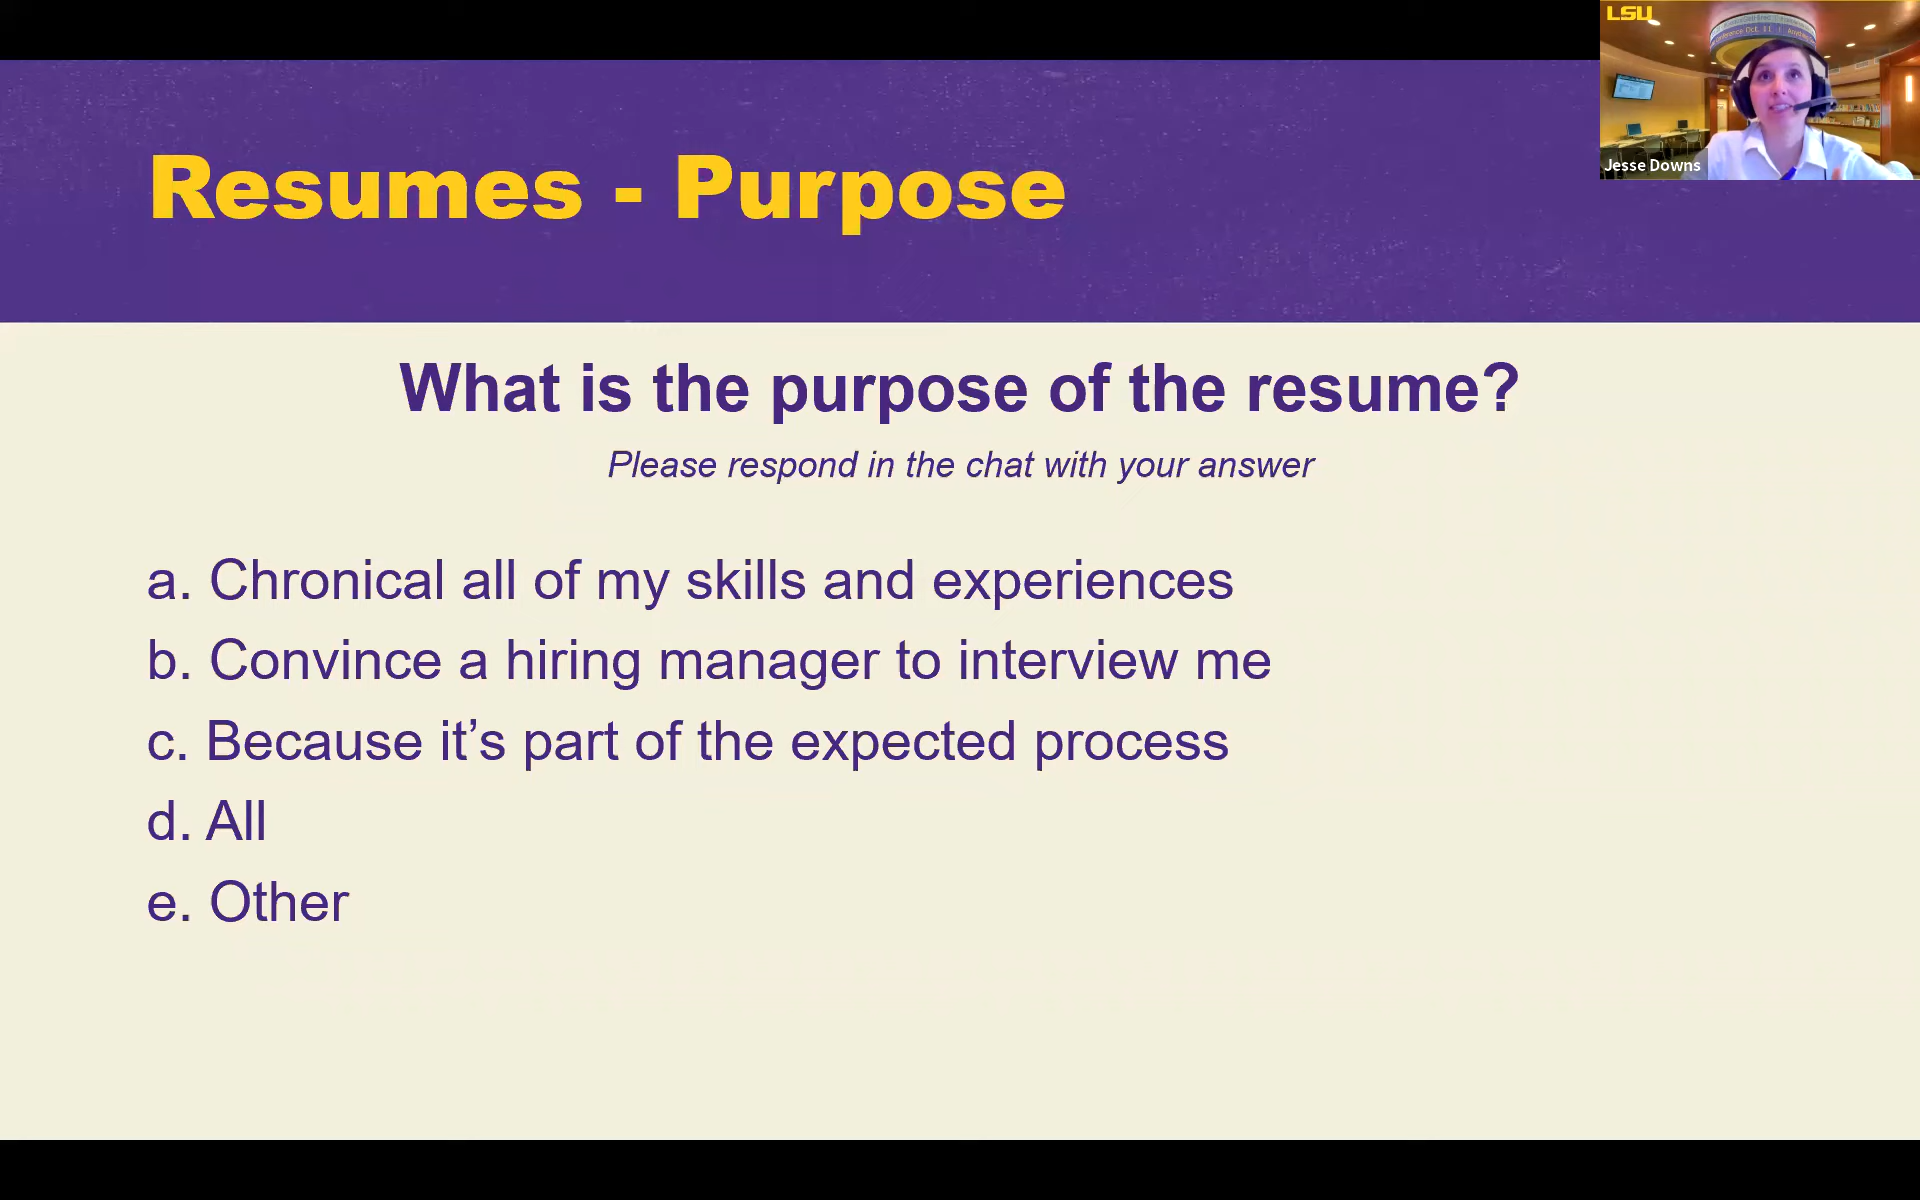 LSU
Resumes - Purpose
Jesse Downs
What is the purpose of the resume?
Please respond in the chat with your answer
a. Chronical all of my skills and experiences
b. Convince a hiring manager to interview me
c. Because it’s part of the expected process
d. All
e. Other